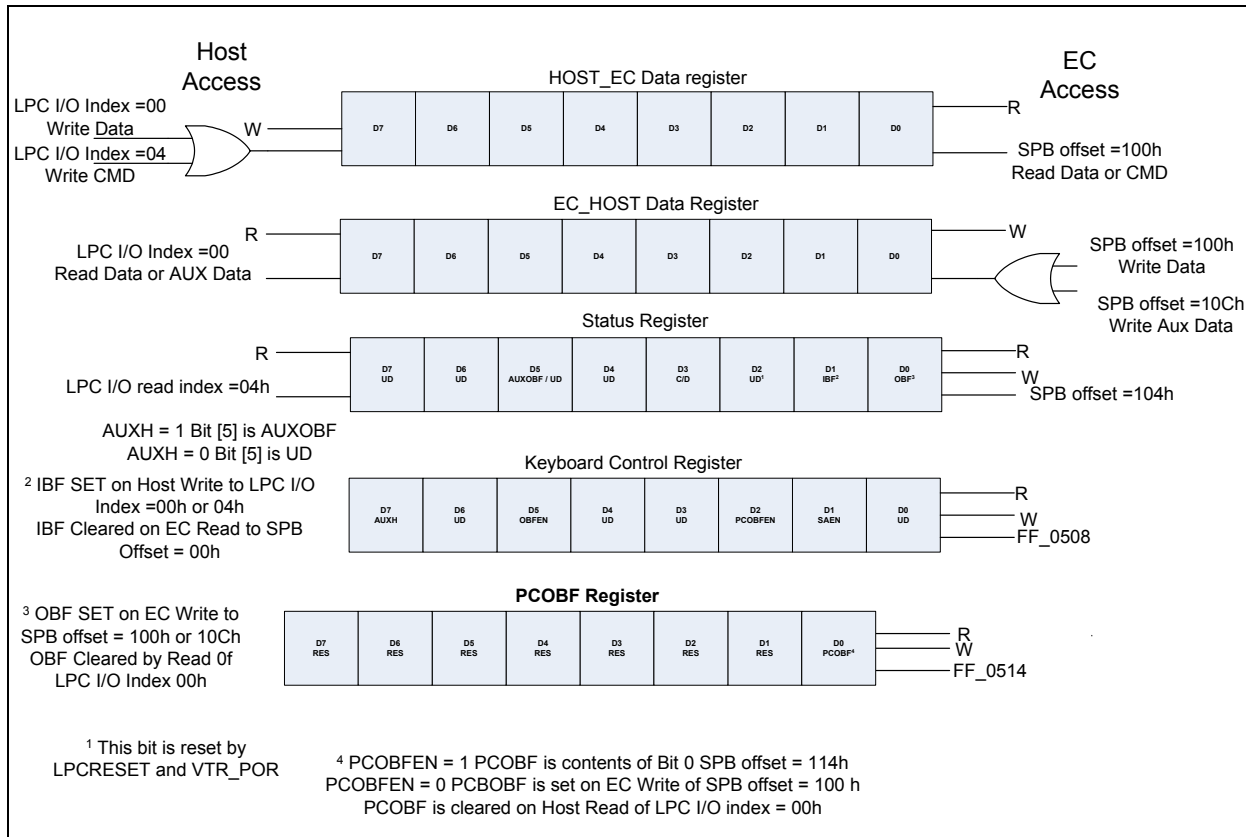 Host
Access
EC
Access
HOST_EC Data register
LPC I/O Index =00
Write Data
LPC I/O Index =04
Write CMD
W
D7 D6 D5 D4 D3 D2 D1 D0
R
SPB offset =100h
Read Data or CMD
EC_HOST Data Register
R
LPC I/O Index =00
Read Data or AUX Data
D7 D6 D5 D4 D3 D2 D1 D0
W
SPB offset =100h
Write Data
SPB offset =10Ch
Write Aux Data
Status Register
R
LPC I/O read index =04h
D7 D6 D5 D4 D3 D2 D1 D0
UD UD AUXOBF / UD UD C/D UD¹ IBF² OBF³
R
W
SPB offset =104h
AUXH = 1 Bit [5] is AUXOBF
AUXH = 0 Bit [5] is UD
Keyboard Control Register
² IBF SET on Host Write to LPC I/O
Index =00h or 04h
IBF Cleared on EC Read to SPB
Offset = 00h
D7 D6 D5 D4 D3 D2 D1 D0
AUXH UD OBFEN UD UD PCOBFEN SAEN UD
R
W
FF_0508
PCOBF Register
³ OBF SET on EC Write to
SPB offset = 100h or 10Ch
OBF Cleared by Read 0f
LPC I/O Index 00h
D7 D6 D5 D4 D3 D2 D1 D0
RES RES RES RES RES RES RES PCOBF⁴
R
W
FF_0514
¹ This bit is reset by
LPCRESET and VTR_POR
⁴ PCOBFEN = 1 PCOBF is contents of Bit 0 SPB offset = 114h
PCOBFEN = 0 PCBOBF is set on EC Write of SPB offset = 100 h
PCOBF is cleared on Host Read of LPC I/O index = 00h